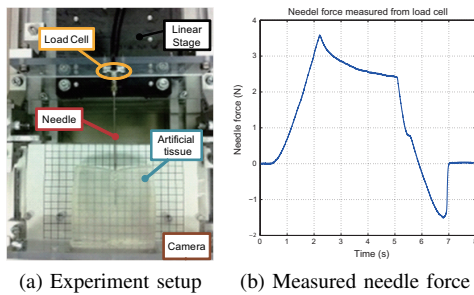 Linear
Stage
Load Cell
Needle
Artificial
tissue
Camera
(a) Experiment setup
Needel force measured from load cell
Needle force (N)
4
3
2
1
0
−1
−2
0 1 2 3 4 5 6 7 8
Time (s)
(b) Measured needle force